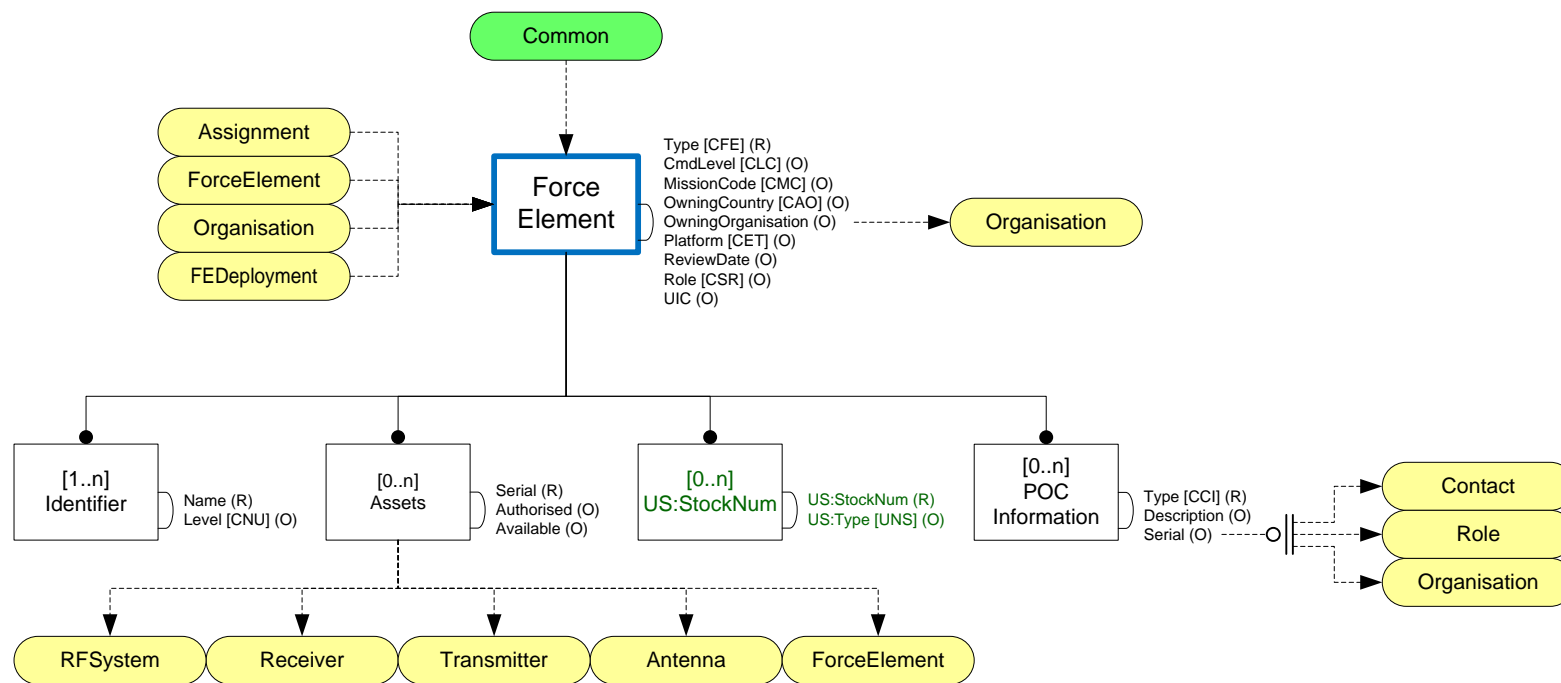 Common
Assignment
ForceElement
Organisation
FEDeployment
Force
Element
Type [CFE] (R)
CmdLevel [CLC] (O)
MissionCode [CMC] (O)
OwningCountry [CAO] (O)
OwningOrganisation (O)
Platform [CET] (O)
ReviewDate (O)
Role [CSR] (O)
UIC (O)
Organisation
[1..n]
Identifier
Name (R)
Level [CNU] (O)
[0..n]
Assets
Serial (R)
Authorised (O)
Available (O)
[0..n]
US:StockNum
US:StockNum (R)
US:Type [UNS] (O)
[0..n]
POC
Information
Type [CCI] (R)
Description (O)
Serial (O)
Contact
Role
Organisation
RFSystem
Receiver
Transmitter
Antenna
ForceElement